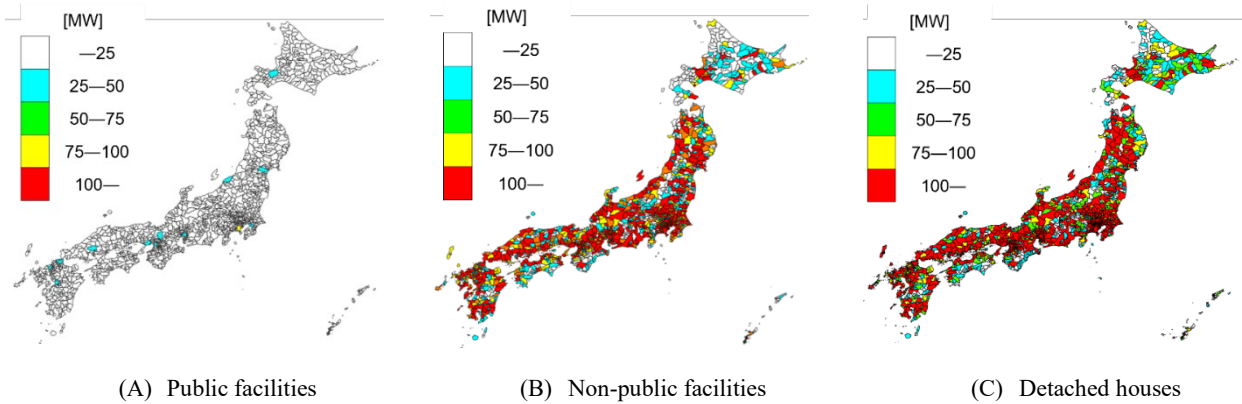 [MW]
—25
25—50
50—75
75—100
100—
(A) Public facilities
[MW]
—25
25—50
50—75
75—100
100—
(B) Non-public facilities
[MW]
—25
25—50
50—75
75—100
100—
(C) Detached houses